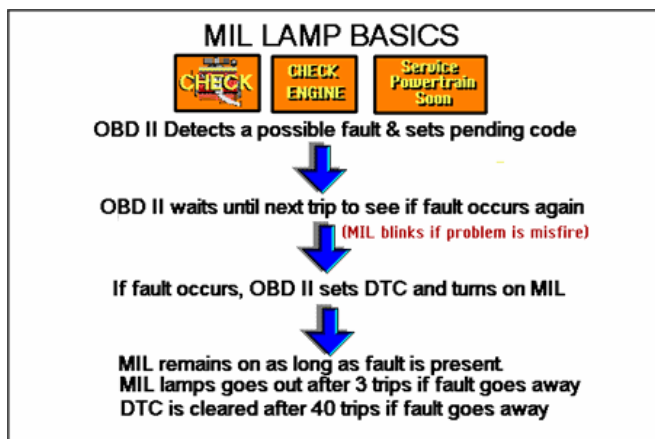 MIL LAMP BASICS
CHECK
CHECK
ENGINE
Service
Powertrain
Soon
OBD II Detects a possible fault & sets pending code
OBD II waits until next trip to see if fault occurs again
(MIL blinks if problem is misfire)
If fault occurs, OBD II sets DTC and turns on MIL
MIL remains on as long as fault is present.
MIL lamps goes out after 3 trips if fault goes away
DTC is cleared after 40 trips if fault goes away